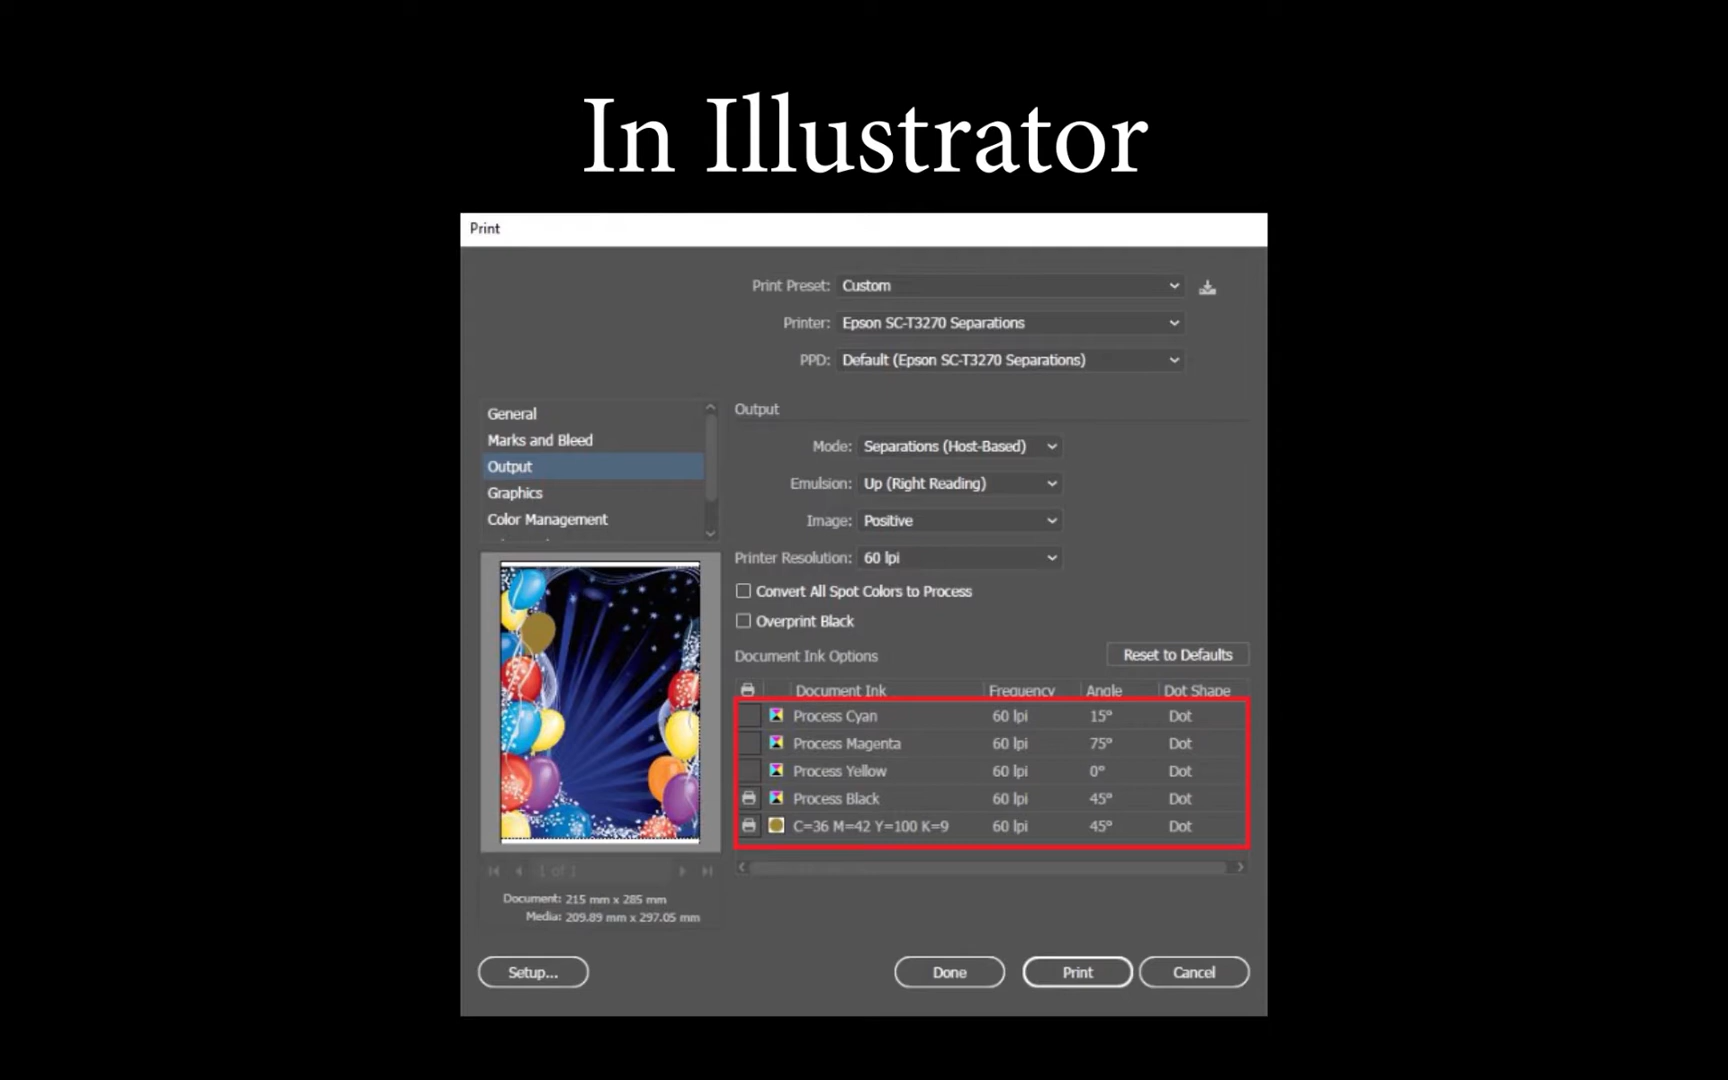 In Illustrator
Print
Print Preset: Custom
Printer: Epson SC-T3270 Separations
PPD: Default (Epson SC-T3270 Separations)
General
Marks and Bleed
Output
Graphics
Color Management
Output
Mode: Separations (Host-Based)
Emulsion: Up (Right Reading)
Image: Positive
Printer Resolution: 60 lpi
Convert All Spot Colors to Process
Overprint Black
Document Ink Options
Reset to Defaults
Document Ink Frequency Angle Dot Shape
Process Cyan 60 lpi 15° Dot
Process Magenta 60 lpi 75° Dot
Process Yellow 60 lpi 0° Dot
Process Black 60 lpi 45° Dot
C=36 M=42 Y=100 K=9 60 lpi 45° Dot
1 of 1
Document: 215 mm x 285 mm
Media: 209.89 mm x 297.05 mm
Setup...
Done
Print
Cancel